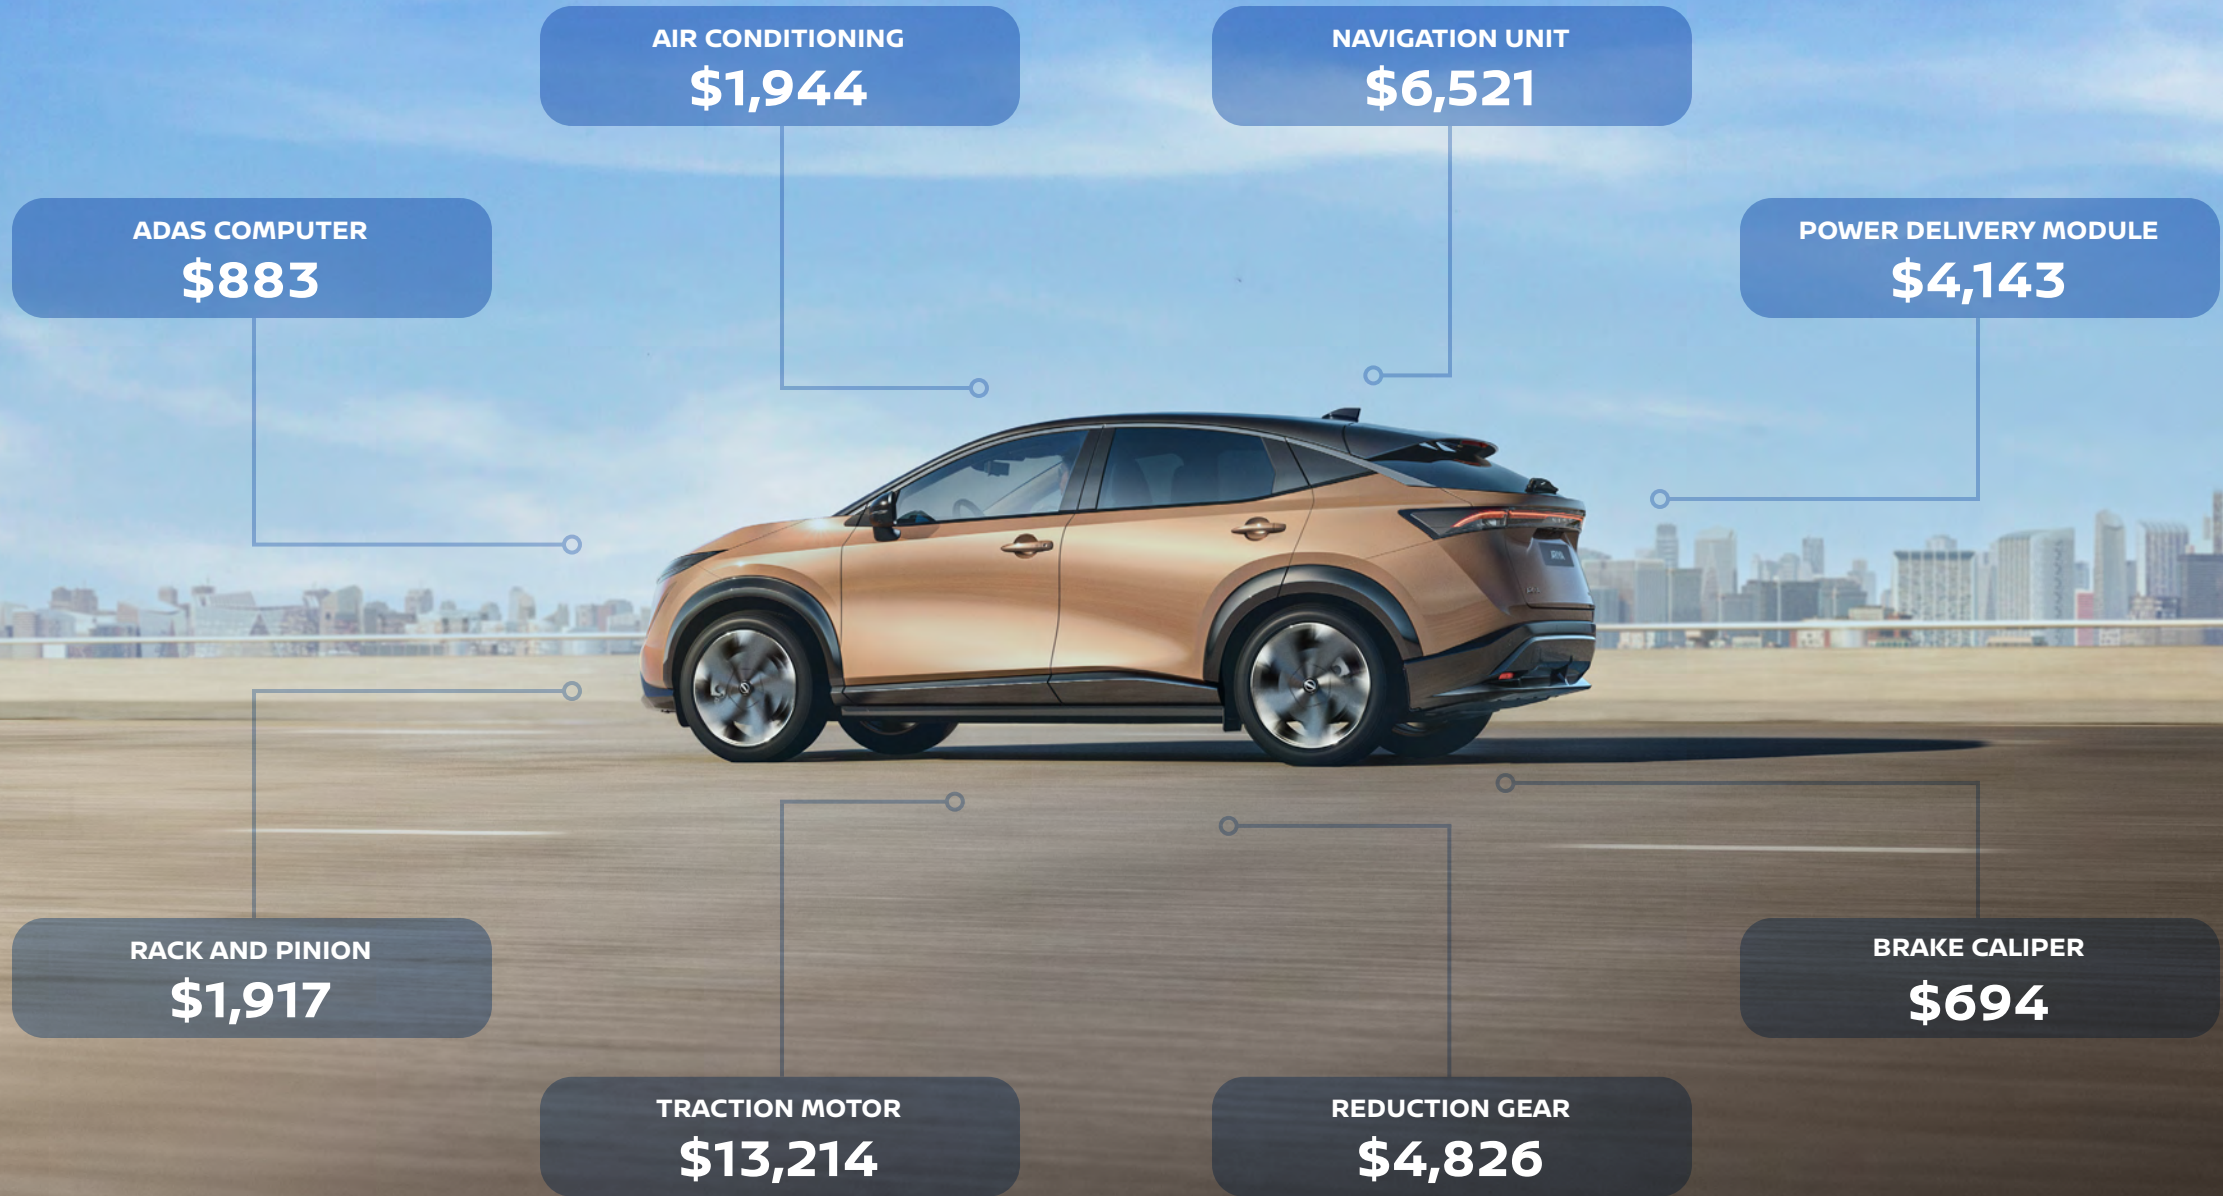 AIR CONDITIONING
$1,944
NAVIGATION UNIT
$6,521
ADAS COMPUTER
$883
POWER DELIVERY MODULE
$4,143
RACK AND PINION
$1,917
BRAKE CALIPER
$694
TRACTION MOTOR
$13,214
REDUCTION GEAR
$4,826